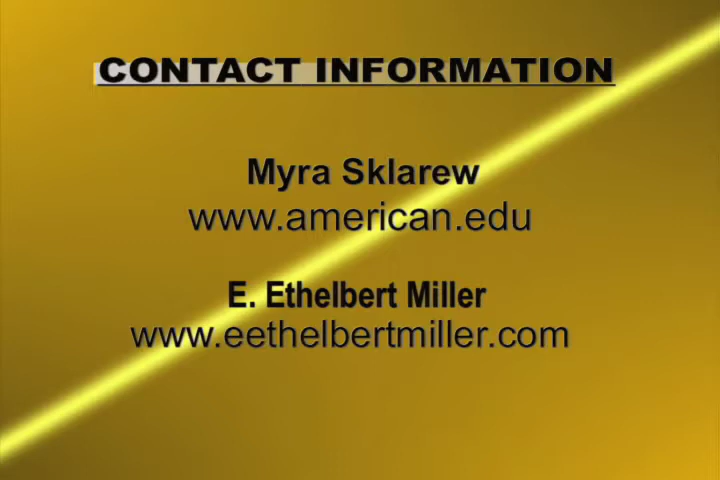 CONTACT INFORMATION
Myra Sklarew
www.american.edu
E. Ethelbert Miller
www.eethelbertmiller.com